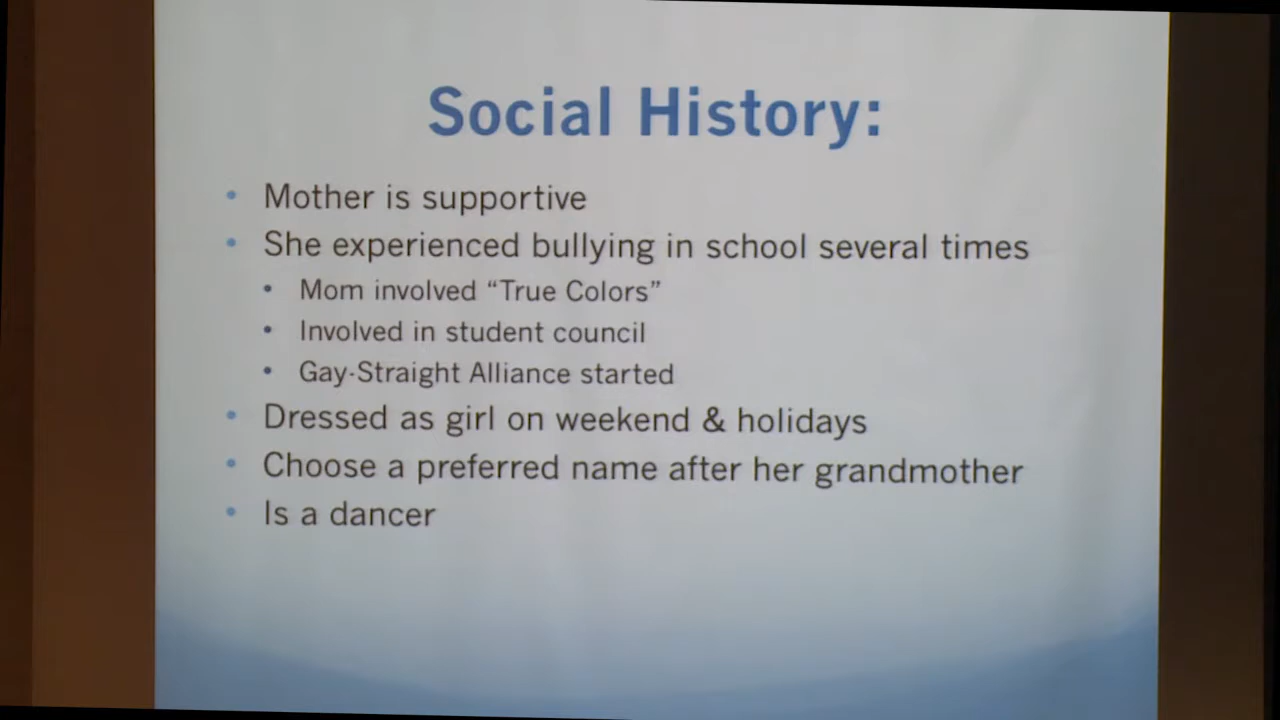 Social History:
• Mother is supportive
• She experienced bullying in school several times
• Mom involved “True Colors”
• Involved in student council
• Gay-Straight Alliance started
• Dressed as girl on weekend & holidays
• Choose a preferred name after her grandmother
• Is a dancer